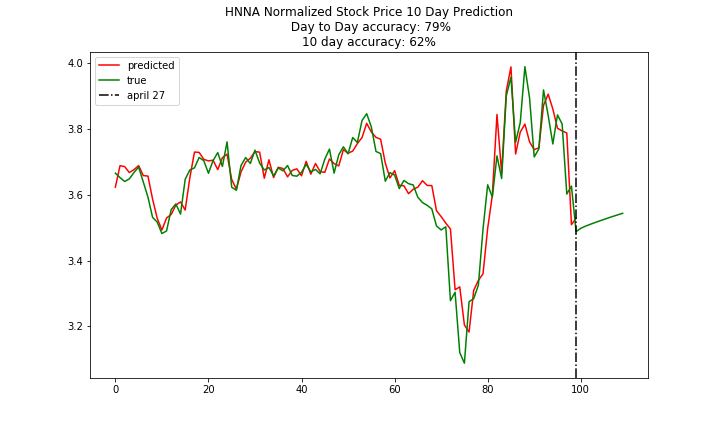 HNNA Normalized Stock Price 10 Day Prediction
Day to Day accuracy: 79%
10 day accuracy: 62%
predicted
true
april 27
4.0
3.8
3.6
3.4
3.2
0 20 40 60 80 100